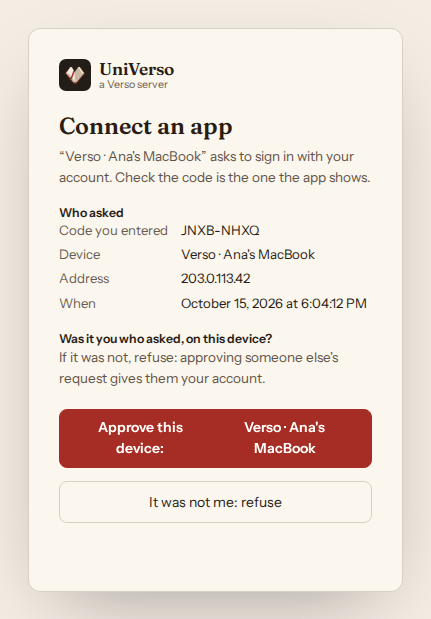 UniVerso
a Verso server
Connect an app
“Verso · Ana's MacBook” asks to sign in with your
account. Check the code is the one the app shows.
Who asked
Code you entered JNXB-NHXQ
Device Verso · Ana's MacBook
Address 203.0.113.42
When October 15, 2026 at 6:04:12 PM
Was it you who asked, on this device?
If it was not, refuse: approving someone else's
request gives them your account.
Approve this device: Verso · Ana's MacBook
It was not me: refuse